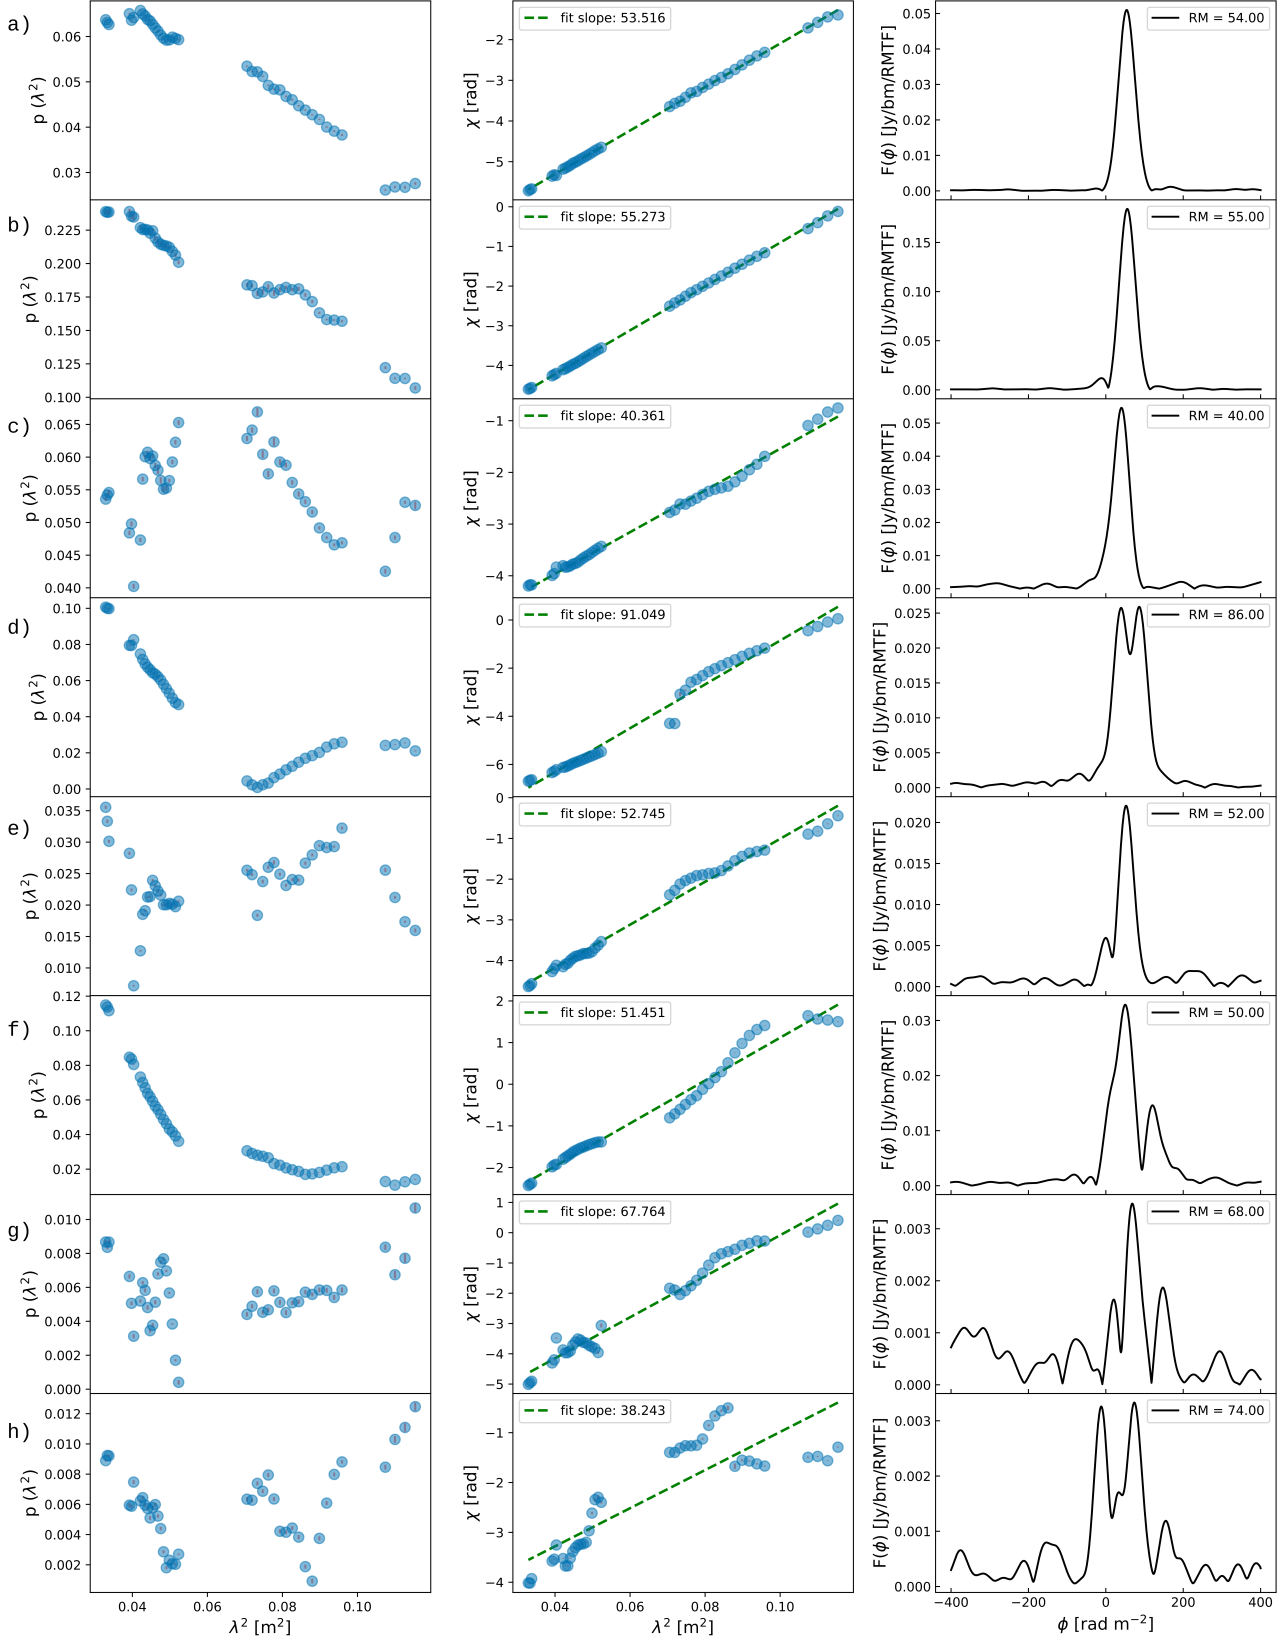 a)
0.06
0.05
0.04
0.03
p (λ²)
−2
−3
−4
−5
χ [rad]
fit slope: 53.516
0.05
0.04
0.03
0.02
0.01
0.00
F(ϕ) [Jy/bm/RMTF]
RM = 54.00
b)
0.225
0.200
0.175
0.150
0.125
0.100
p (λ²)
0
−1
−2
−3
−4
χ [rad]
fit slope: 55.273
0.15
0.10
0.05
0.00
F(ϕ) [Jy/bm/RMTF]
RM = 55.00
c)
0.065
0.060
0.055
0.050
0.045
0.040
p (λ²)
−1
−2
−3
−4
χ [rad]
fit slope: 40.361
0.05
0.04
0.03
0.02
0.01
0.00
F(ϕ) [Jy/bm/RMTF]
RM = 40.00
d)
0.10
0.08
0.06
0.04
0.02
0.00
p (λ²)
0
−2
−4
−6
χ [rad]
fit slope: 91.049
0.025
0.020
0.015
0.010
0.005
0.000
F(ϕ) [Jy/bm/RMTF]
RM = 86.00
e)
0.035
0.030
0.025
0.020
0.015
0.010
p (λ²)
0
−1
−2
−3
−4
χ [rad]
fit slope: 52.745
0.020
0.015
0.010
0.005
0.000
F(ϕ) [Jy/bm/RMTF]
RM = 52.00
f)
0.12
0.10
0.08
0.06
0.04
0.02
p (λ²)
2
1
0
−1
−2
χ [rad]
fit slope: 51.451
0.03
0.02
0.01
0.00
F(ϕ) [Jy/bm/RMTF]
RM = 50.00
g)
0.010
0.008
0.006
0.004
0.002
0.000
p (λ²)
1
0
−1
−2
−3
−4
−5
χ [rad]
fit slope: 67.764
0.003
0.002
0.001
0.000
F(ϕ) [Jy/bm/RMTF]
RM = 68.00
h)
0.012
0.010
0.008
0.006
0.004
0.002
p (λ²)
−1
−2
−3
−4
χ [rad]
fit slope: 38.243
0.003
0.002
0.001
0.000
F(ϕ) [Jy/bm/RMTF]
RM = 74.00
0.04 0.06 0.08 0.10
λ² [m²]
0.04 0.06 0.08 0.10
λ² [m²]
−400 −200 0 200 400
ϕ [rad m⁻²]